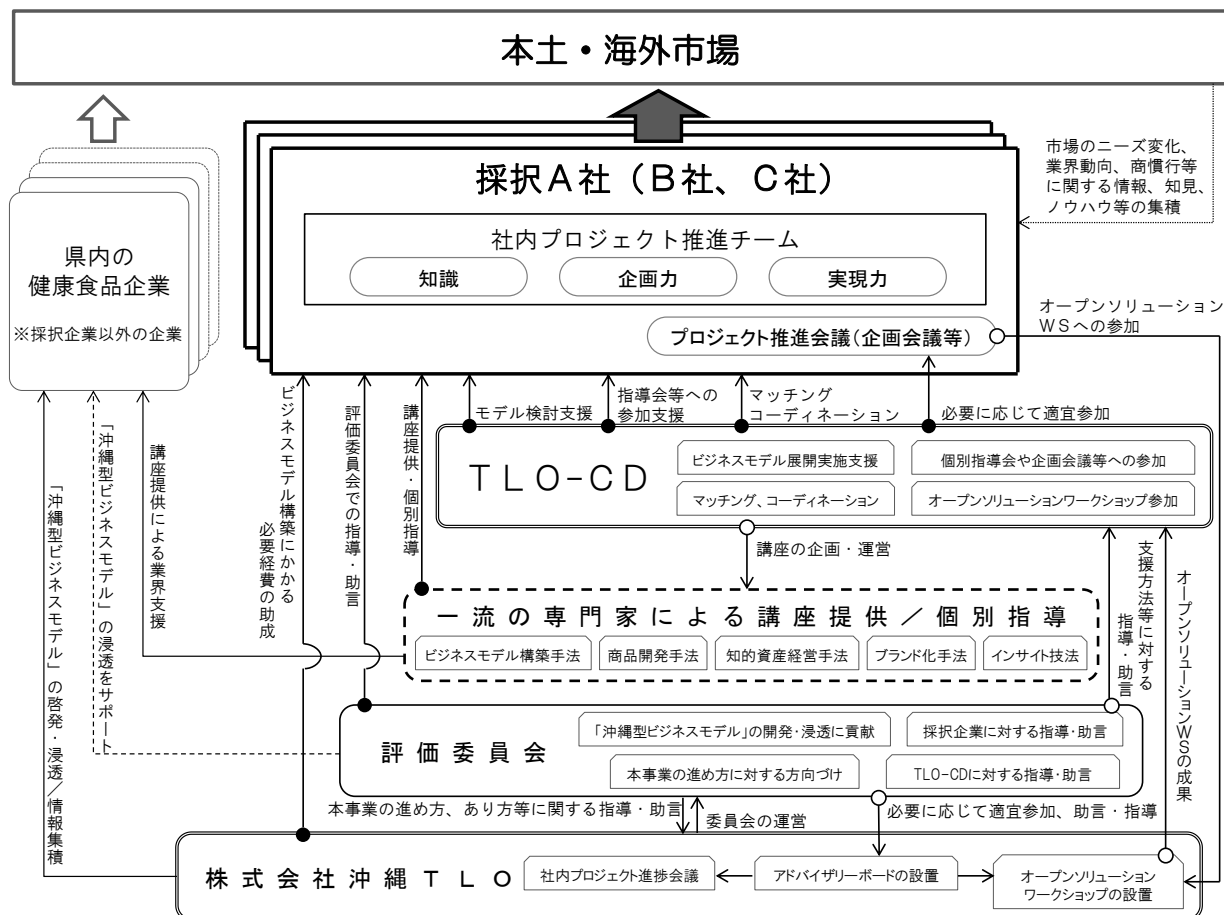 本土・海外市場
市場のニーズ変化、
業界動向、商慣行等
に関する情報、知見、
ノウハウ等の集積
採択A社（B社、C社）
社内プロジェクト推進チーム
知識
企画力
実現力
プロジェクト推進会議（企画会議等）
県内の
健康食品企業
※採択企業以外の企業
オープンソリューション
WSへの参加
「沖縄型ビジネスモデル」の啓発・浸透／情報集積
「沖縄型ビジネスモデル」の浸透をサポート
講座提供による業界支援
ビジネスモデル構築にかかる
必要経費の助成
評価委員会での指導・助言
講座提供・個別指導
モデル検討支援
指導会等への
参加支援
マッチング
コーディネーション
必要に応じて適宜参加
TLO-CD
ビジネスモデル展開実施支援
個別指導会や企画会議等への参加
マッチング、コーディネーション
オープンソリューションワークショップ参加
講座の企画・運営
支援方法等に対する
指導・助言
オープンソリューションWSの成果
一流の専門家による講座提供／個別指導
ビジネスモデル構築手法
商品開発手法
知的資産経営手法
ブランド化手法
インサイト技法
評価委員会
「沖縄型ビジネスモデル」の開発・浸透に貢献
採択企業に対する指導・助言
本事業の進め方に対する方向づけ
TLO-CDに対する指導・助言
本事業の進め方、あり方等に関する指導・助言
委員会の運営
必要に応じて適宜参加、助言・指導
株式会社沖縄TLO
社内プロジェクト進捗会議
アドバイザリーボードの設置
オープンソリューション
ワークショップの設置